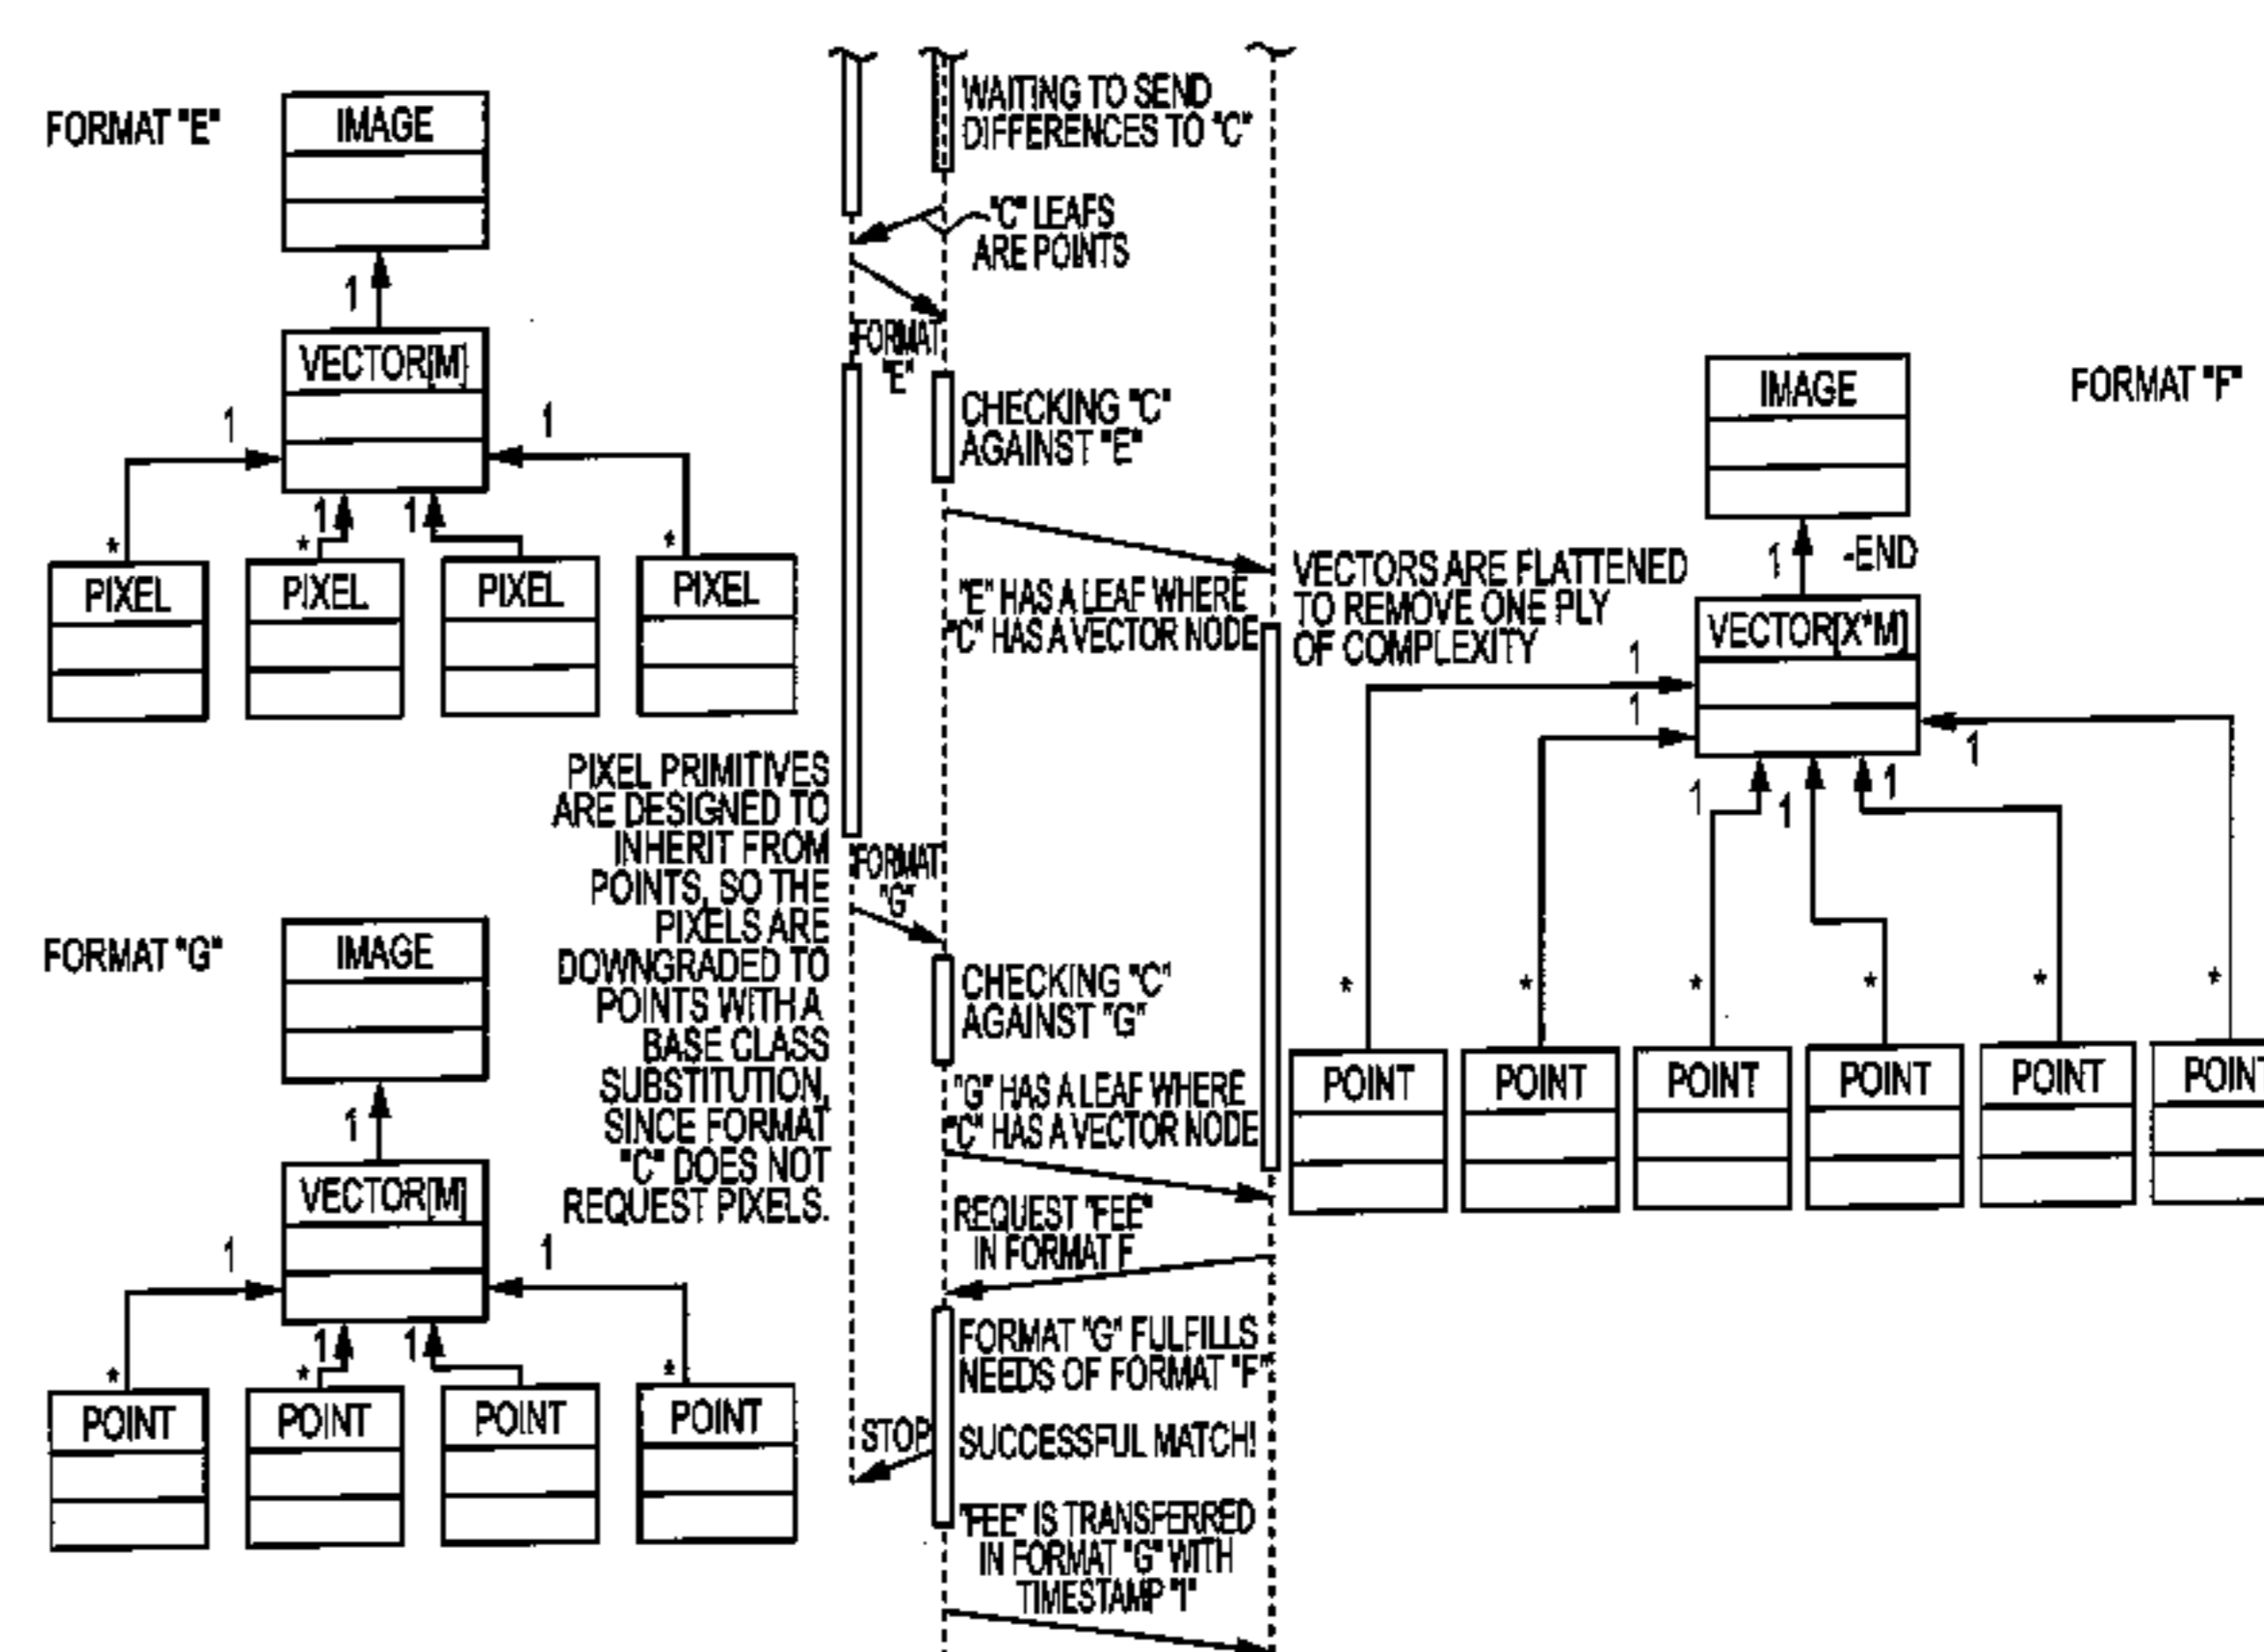 FORMAT "E"
IMAGE
1
VECTOR[M]
1
1
1
1
*
*
*
PIXEL
PIXEL
PIXEL
PIXEL
PIXEL PRIMITIVES
ARE DESIGNED TO
INHERIT FROM
POINTS, SO THE
PIXELS ARE
DOWNGRADED TO
POINTS WITH A
BASE CLASS
SUBSTITUTION,
SINCE FORMAT
"C" DOES NOT
REQUEST PIXELS.
FORMAT "G"
IMAGE
1
VECTOR[M]
1
1
1
1
*
*
*
POINT
POINT
POINT
POINT
WAITING TO SEND
DIFFERENCES TO "C"
"C" LEAFS
ARE POINTS
FORMAT
"E"
CHECKING "C"
AGAINST "E"
"E" HAS A LEAF WHERE
"C" HAS A VECTOR NODE
FORMAT
"G"
CHECKING "C"
AGAINST "G"
"G" HAS A LEAF WHERE
"C" HAS A VECTOR NODE
REQUEST "FEE"
IN FORMAT F
FORMAT "G" FULFILLS
NEEDS OF FORMAT "F"
STOP
SUCCESSFUL MATCH!
"FEE" IS TRANSFERRED
IN FORMAT "G" WITH
TIMESTAMP "1"
VECTORS ARE FLATTENED
TO REMOVE ONE PLY
OF COMPLEXITY
FORMAT "F"
IMAGE
1
-END
VECTOR[X*M]
1
1
1
1
1
1
*
*
*
*
*
*
POINT
POINT
POINT
POINT
POINT
POINT